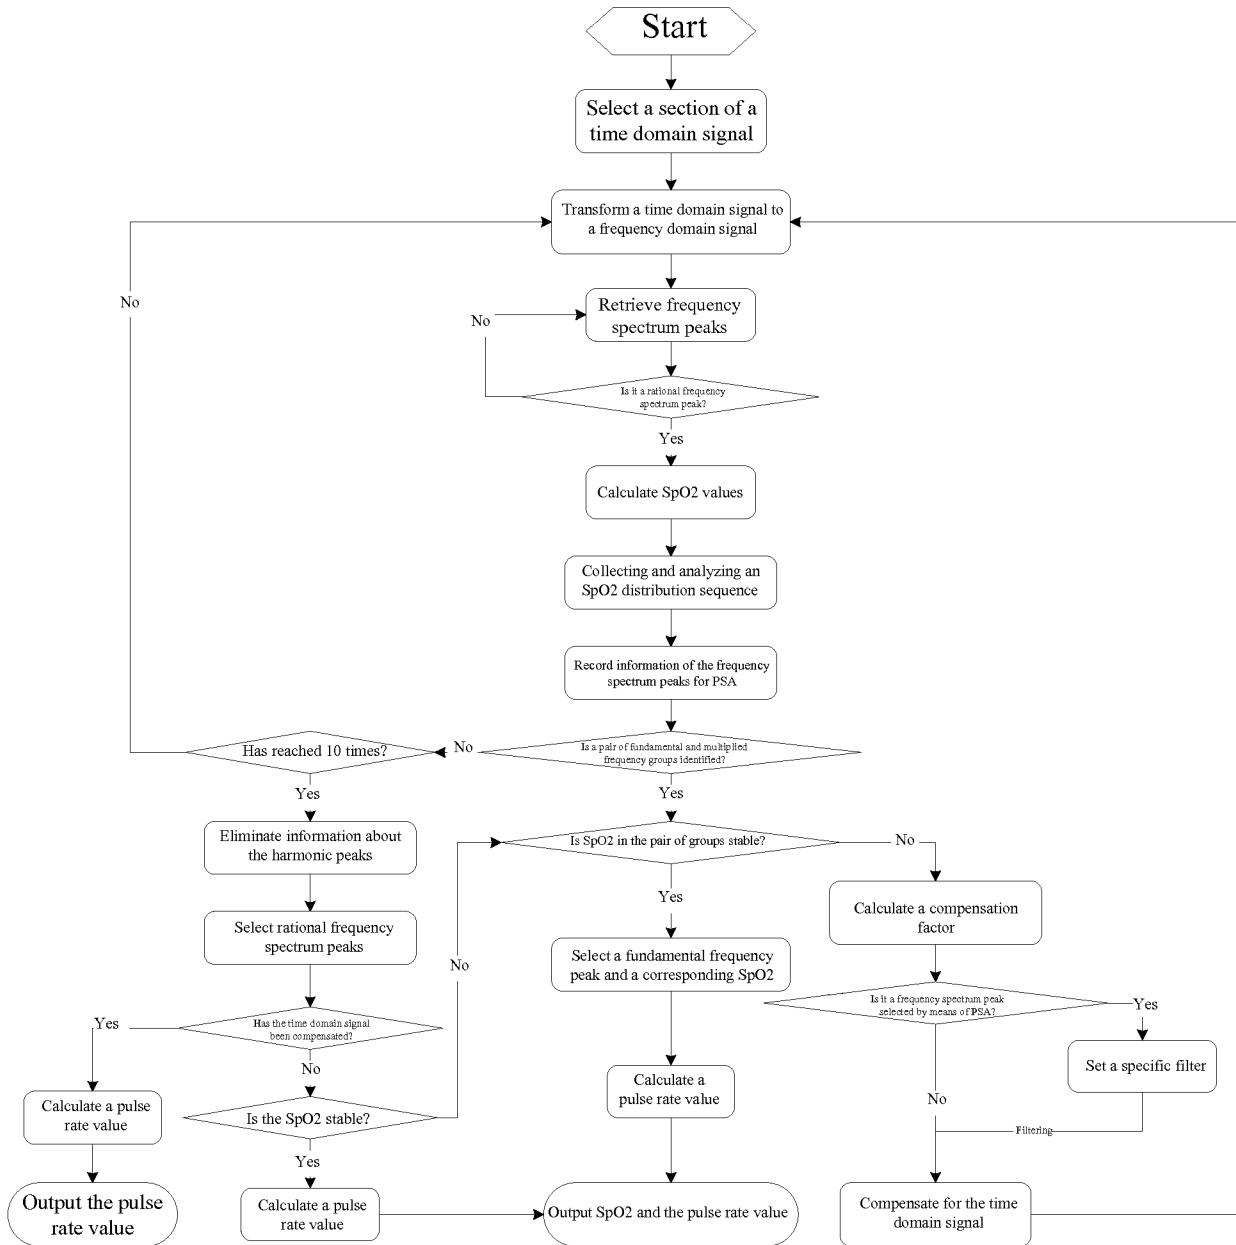 Start
Select a section of a
time domain signal
Transform a time domain signal to
a frequency domain signal
No
Retrieve frequency
spectrum peaks
No
Is it a rational frequency
spectrum peak?
Yes
Calculate SpO2 values
Collecting and analyzing an
SpO2 distribution sequence
Record information of the frequency
spectrum peaks for PSA
Has reached 10 times?
No
Is a pair of fundamental and multiplied
frequency groups identified?
Yes
Yes
Eliminate information about
the harmonic peaks
Is SpO2 in the pair of groups stable?
No
Yes
Calculate a compensation
factor
Select rational frequency
spectrum peaks
No
Select a fundamental frequency
peak and a corresponding SpO2
Is it a frequency spectrum peak
selected by means of PSA?
Yes
Yes
Has the time domain signal
been compensated?
No
Set a specific filter
Calculate a pulse
rate value
Is the SpO2 stable?
Calculate a
pulse rate value
No
Filtering
Yes
Output the pulse
rate value
Calculate a pulse
rate value
Output SpO2 and the pulse rate value
Compensate for the time
domain signal